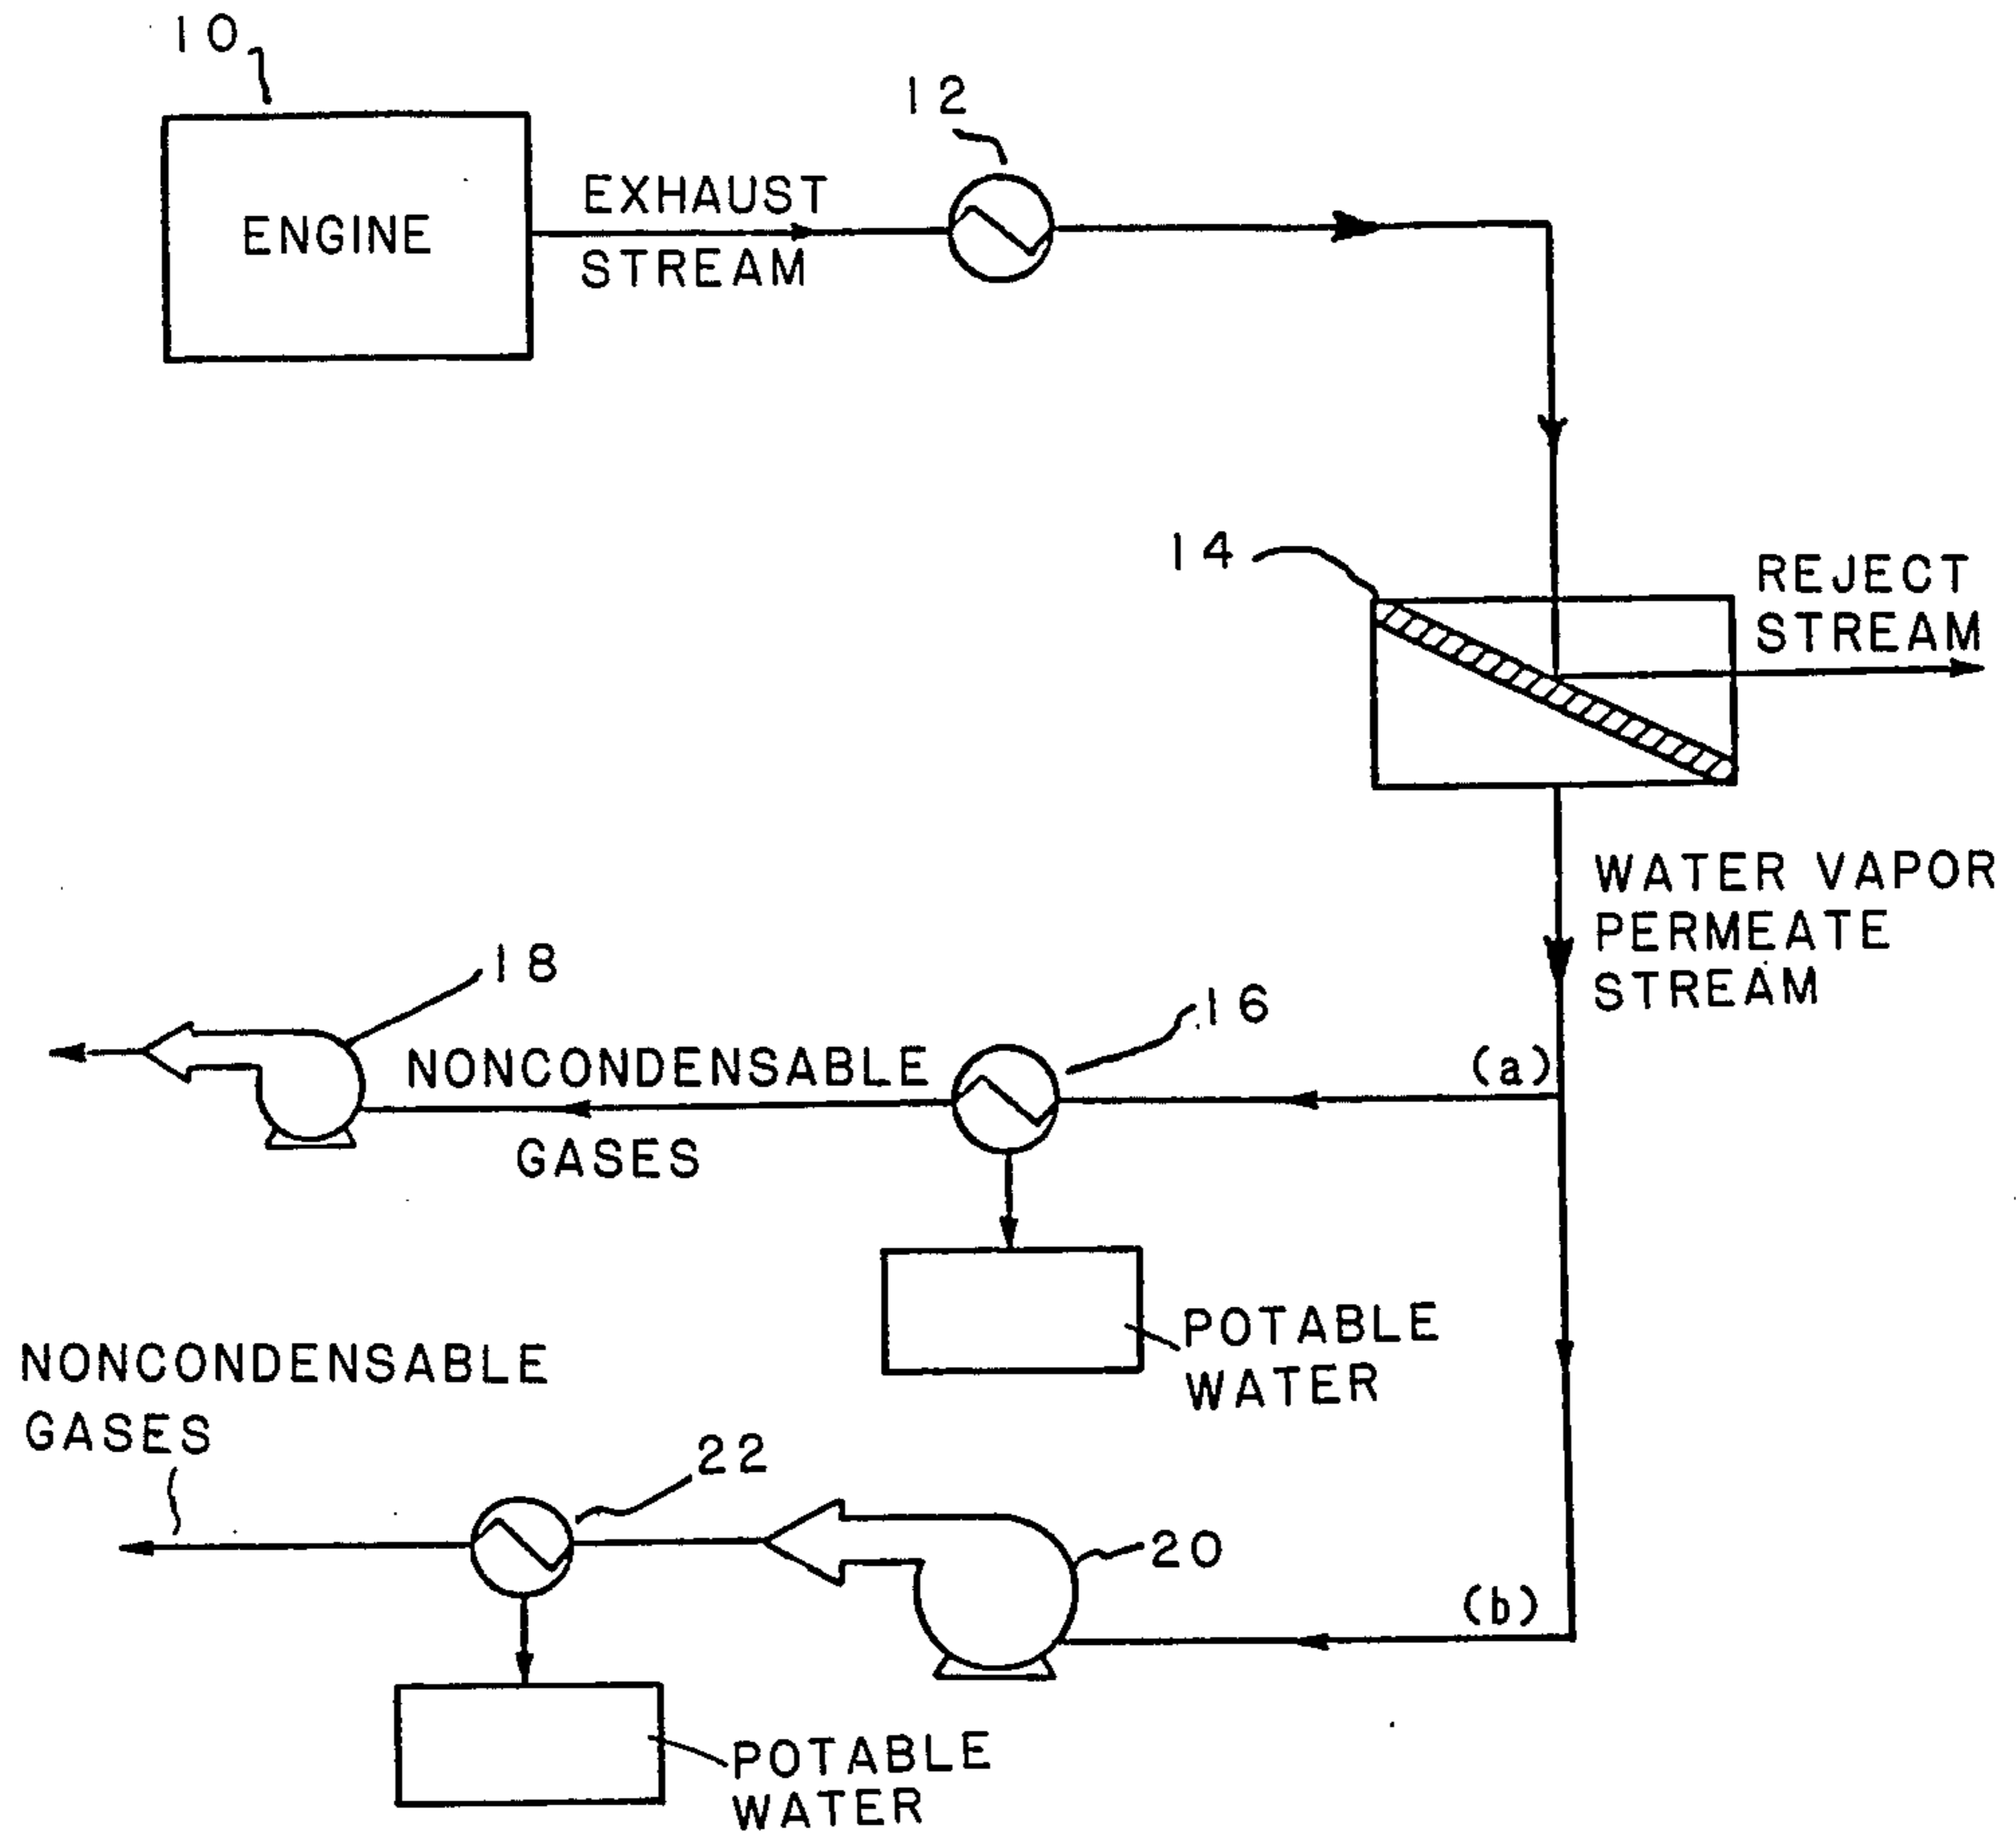 10
12
ENGINE
EXHAUST
STREAM
14
REJECT
STREAM
WATER VAPOR
PERMEATE
STREAM
18
16
(a)
NONCONDENSABLE
GASES
POTABLE
WATER
NONCONDENSABLE
GASES
22
20
(b)
POTABLE
WATER